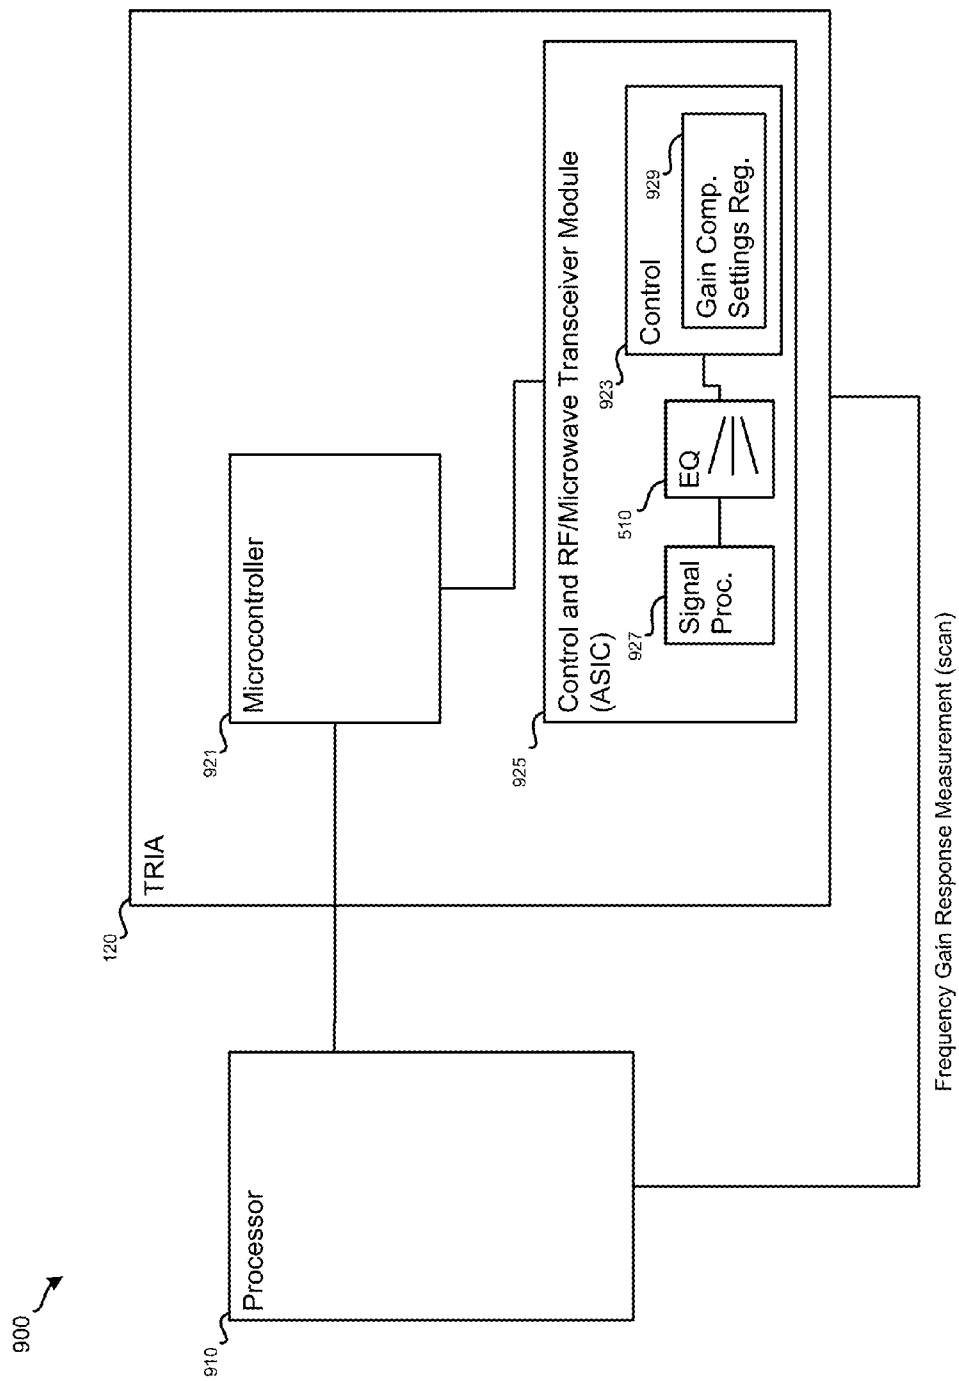 900
910
Processor
120
TRIA
921
Microcontroller
925
Control and RF/Microwave Transceiver Module
(ASIC)
927
Signal
Proc.
510
EQ
923
Control
929
Gain Comp.
Settings Reg.
Frequency Gain Response Measurement (scan)